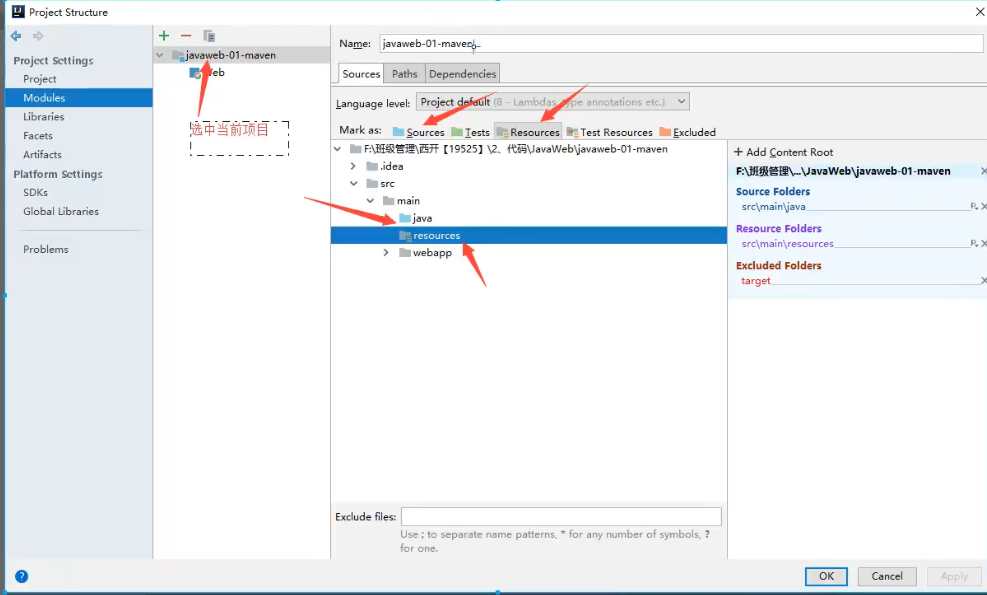 Project Structure
Project Settings
Project
Modules
Libraries
Facets
Artifacts
Platform Settings
SDKs
Global Libraries
Problems
javaweb-01-maven
Web
选中当前项目
Name: javaweb-01-maven
Sources Paths Dependencies
Language level: Project default (8 - Lambdas, type annotations etc.)
Mark as: Sources Tests Resources Test Resources Excluded
F:\班级管理\西开【19525】\2、代码\JavaWeb\javaweb-01-maven
.idea
src
main
java
resources
webapp
Exclude files:
Use ; to separate name patterns, * for any number of symbols, ?
for one.
+ Add Content Root
F:\班级管理\...\JavaWeb\javaweb-01-maven
Source Folders
src\main\java
Resource Folders
src\main\resources
Excluded Folders
target
? OK Cancel Apply